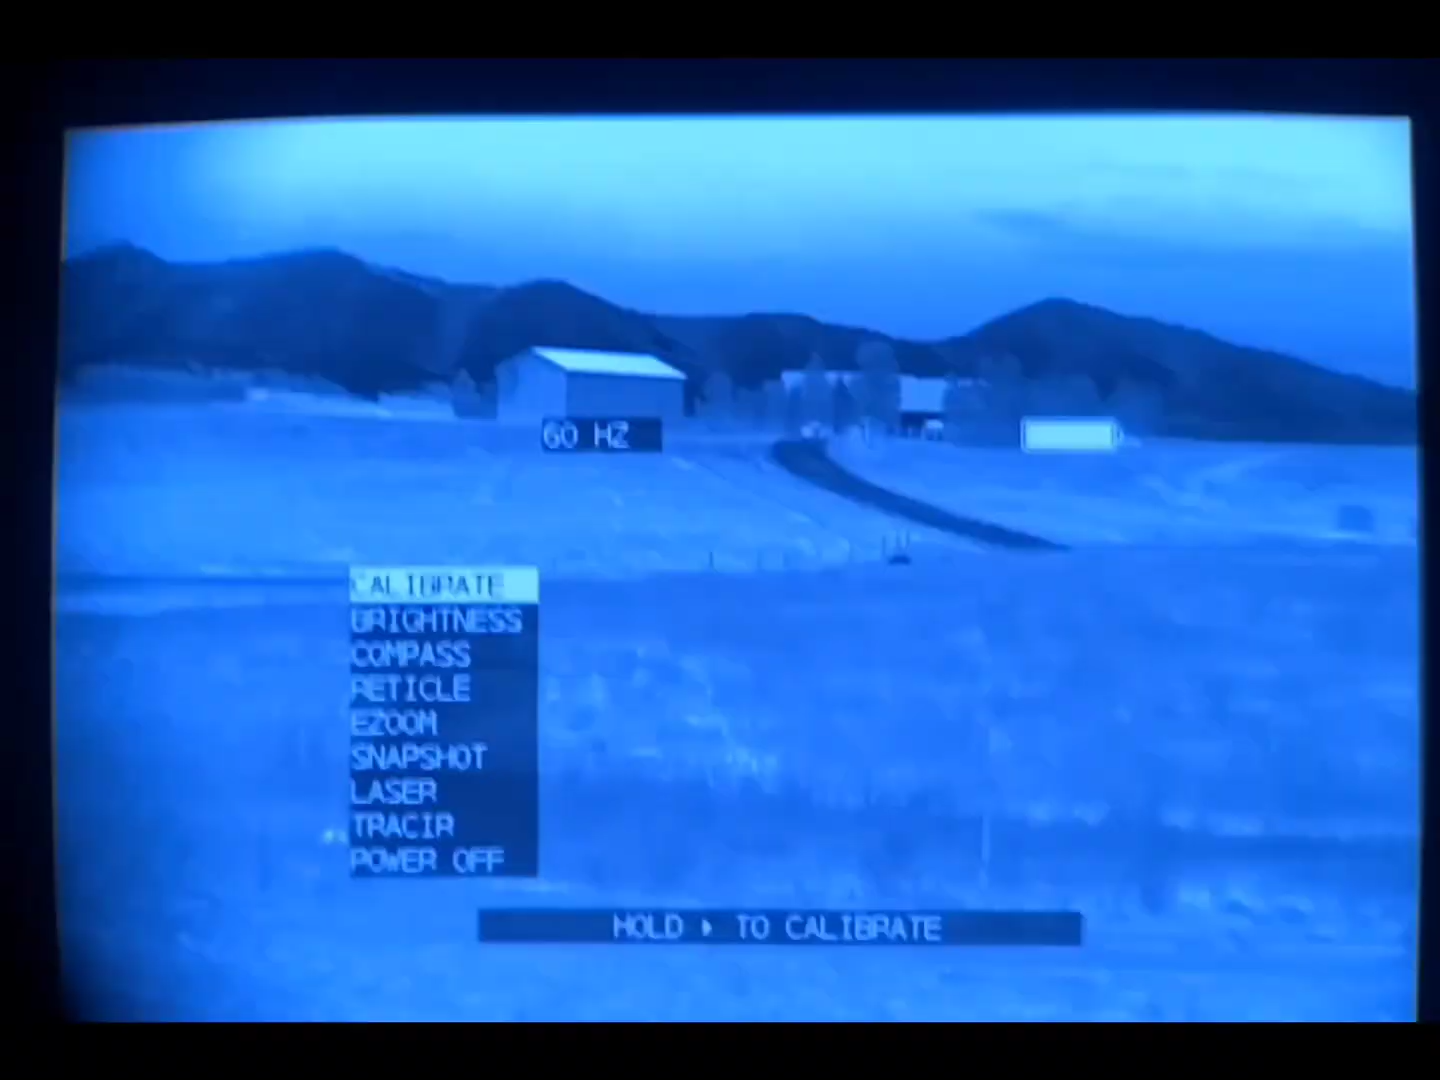 60 HZ
CALIBRATE
BRIGHTNESS
COMPASS
RETICLE
EZOOM
SNAPSHOT
LASER
TRACIR
POWER OFF
HOLD ▸ TO CALIBRATE